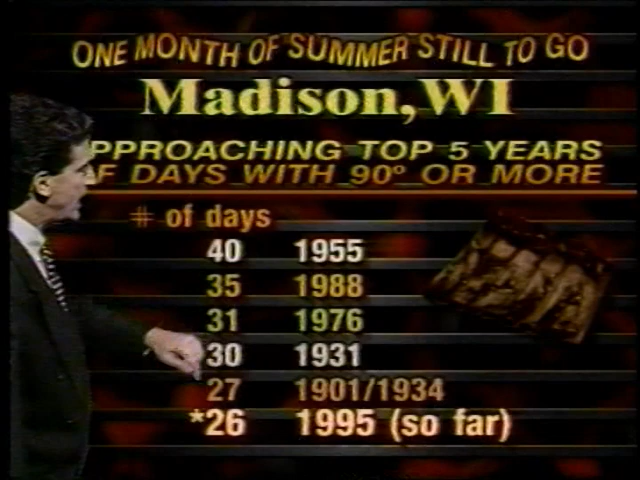 ONE MONTH OF SUMMER STILL TO GO
Madison, WI
PPROACHING TOP 5 YEARS
F DAYS WITH 90º OR MORE
# of days
40 1955
35 1988
31 1976
30 1931
27 1901/1934
*26 1995 (so far)